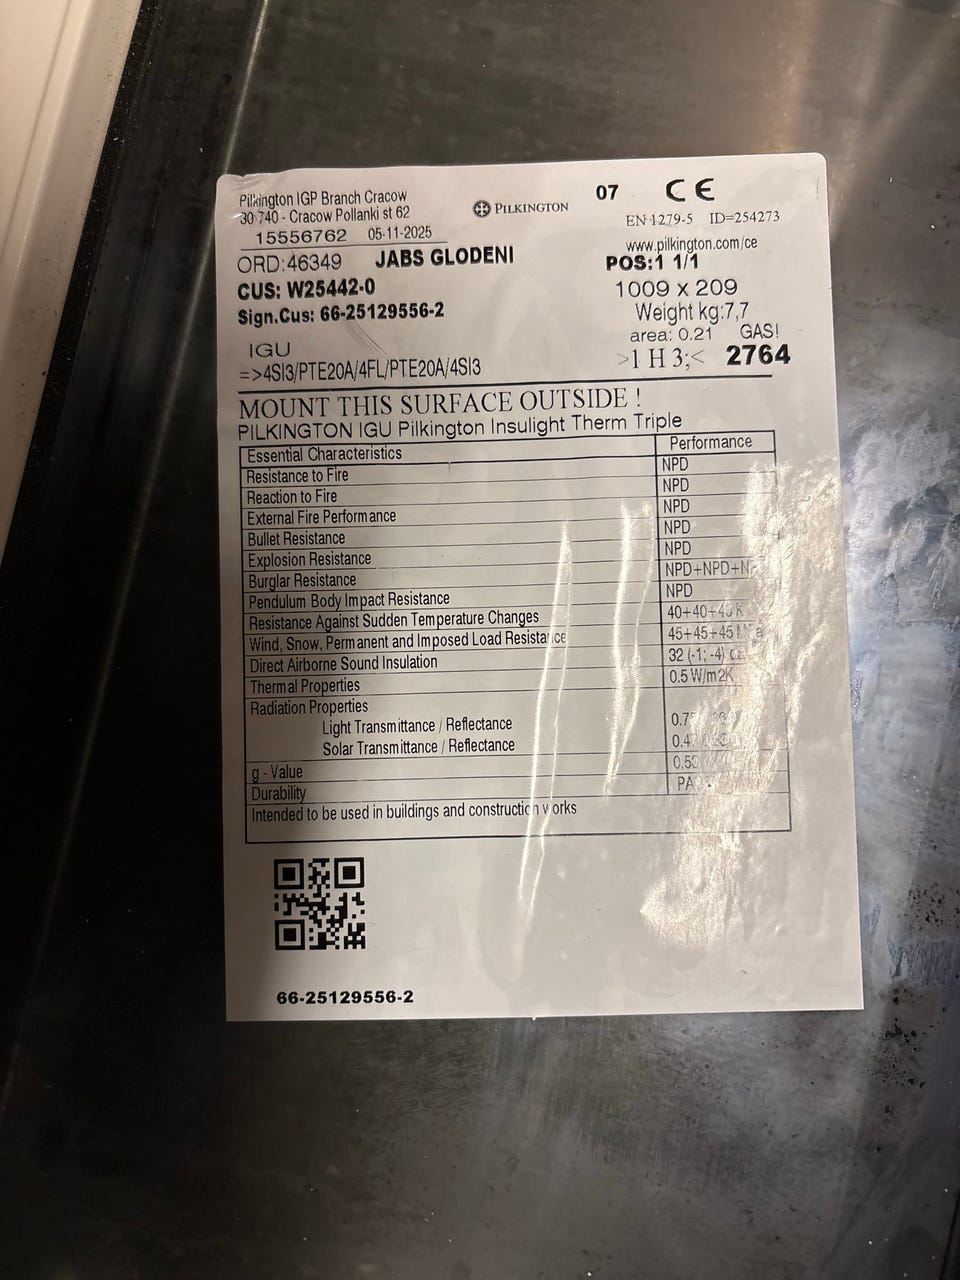 Pilkington IGP Branch Cracow
30-740 - Cracow Pollanki st 62
15556762 05-11-2025
PILKINGTON
07 CE
EN 1279-5 ID=254273
www.pilkington.com/ce
ORD:46349 JABS GLODENI
POS:1 1/1
CUS: W25442-0
1009 x 209
Sign.Cus: 66-25129556-2
Weight kg:7,7
area: 0.21 GAS!
IGU
>1 H 3;< 2764
=>4SI3/PTE20A/4FL/PTE20A/4SI3
MOUNT THIS SURFACE OUTSIDE !
PILKINGTON IGU Pilkington Insulight Therm Triple
Essential Characteristics Performance
Resistance to Fire NPD
Reaction to Fire NPD
External Fire Performance NPD
Bullet Resistance NPD
Explosion Resistance NPD
Burglar Resistance NPD+NPD+
Pendulum Body Impact Resistance NPD
Resistance Against Sudden Temperature Changes 40+40+40 K
Wind, Snow, Permanent and Imposed Load Resistance 45+45+45
Direct Airborne Sound Insulation 32 (-1; -4)
Thermal Properties 0.5 W/m2K
Radiation Properties
Light Transmittance / Reflectance
Solar Transmittance / Reflectance
g - Value
Durability
Intended to be used in buildings and construction works
66-25129556-2